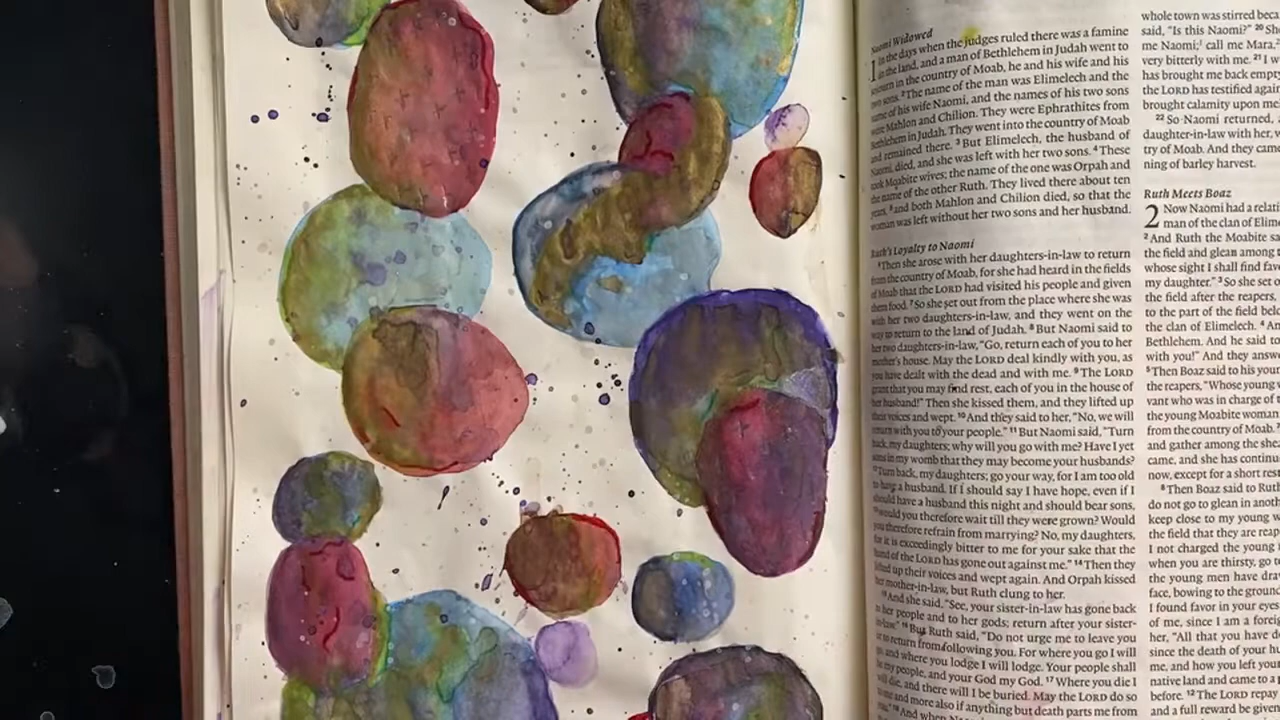 Naomi Widowed
1 In the days when the judges ruled there was a famine
in the land, and a man of Bethlehem in Judah went to
sojourn in the country of Moab, he and his wife and his
two sons. 2 The name of the man was Elimelech and the
name of his wife Naomi, and the names of his two sons
were Mahlon and Chilion. They were Ephrathites from
Bethlehem in Judah. They went into the country of Moab
and remained there. 3 But Elimelech, the husband of
Naomi, died, and she was left with her two sons. 4 These
took Moabite wives; the name of the one was Orpah and
the name of the other Ruth. They lived there about ten
years, 5 and both Mahlon and Chilion died, so that the
woman was left without her two sons and her husband.
Ruth's Loyalty to Naomi
6 Then she arose with her daughters-in-law to return
from the country of Moab, for she had heard in the fields
of Moab that the LORD had visited his people and given
them food. 7 So she set out from the place where she was
with her two daughters-in-law, and they went on the
way to return to the land of Judah. 8 But Naomi said to
her two daughters-in-law, "Go, return each of you to her
mother's house. May the LORD deal kindly with you, as
you have dealt with the dead and with me. 9 The LORD
grant that you may find rest, each of you in the house of
her husband!" Then she kissed them, and they lifted up
their voices and wept. 10 And they said to her, "No, we will
return with you to your people." 11 But Naomi said, "Turn
back, my daughters; why will you go with me? Have I yet
sons in my womb that they may become your husbands?
12 Turn back, my daughters; go your way, for I am too old
to have a husband. If I should say I have hope, even if I
should have a husband this night and should bear sons,
13 would you therefore wait till they were grown? Would
you therefore refrain from marrying? No, my daughters,
for it is exceedingly bitter to me for your sake that the
hand of the LORD has gone out against me." 14 Then they
lifted up their voices and wept again. And Orpah kissed
her mother-in-law, but Ruth clung to her.
15 And she said, "See, your sister-in-law has gone back
to her people and to her gods; return after your sister-
in-law." 16 But Ruth said, "Do not urge me to leave you
or to return from following you. For where you go I will
go, and where you lodge I will lodge. Your people shall
be my people, and your God my God. 17 Where you die I
will die, and there will I be buried. May the LORD do so
to me and more also if anything but death parts me from
you." 18 And when
whole town was stirred beca
said, "Is this Naomi?" 20 She
me Naomi; call me Mara,
very bitterly with me. 21 I w
has brought me back empty
the LORD has testified again
brought calamity upon me
22 So Naomi returned,
daughter-in-law with her, w
try of Moab. And they came
ning of barley harvest.
Ruth Meets Boaz
2 Now Naomi had a relati
man of the clan of Elime
2 And Ruth the Moabite sa
the field and glean among
whose sight I shall find fav
my daughter." 3 So she set o
the field after the reapers,
to the part of the field belo
the clan of Elimelech. 4 An
Bethlehem. And he said to
with you!" And they answ
5 Then Boaz said to his your
the reapers, "Whose young
vant who was in charge of t
the young Moabite woman
from the country of Moab. 7
and gather among the shea
came, and she has continu
now, except for a short rest
8 Then Boaz said to Ruth
do not go to glean in anoth
keep close to my young w
the field that they are reap
I not charged the young
when you are thirsty, go t
the young men have dra
face, bowing to the ground
I found favor in your eyes
of me, since I am a foreig
her, "All that you have d
since the death of your hu
me, and how you left you
native land and came to a p
before. 12 The LORD repay
and a full reward be given